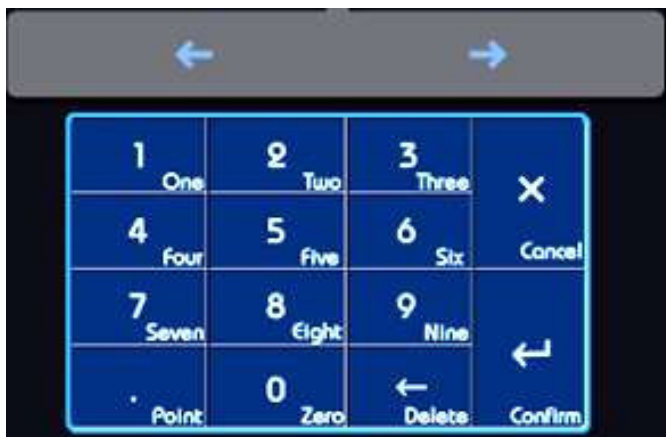 1 2 3
One Two Three
×
4 5 6
Four Five Six Cancel
7 8 9
Seven Eight Nine
. 0
Point Zero Delete Confirm